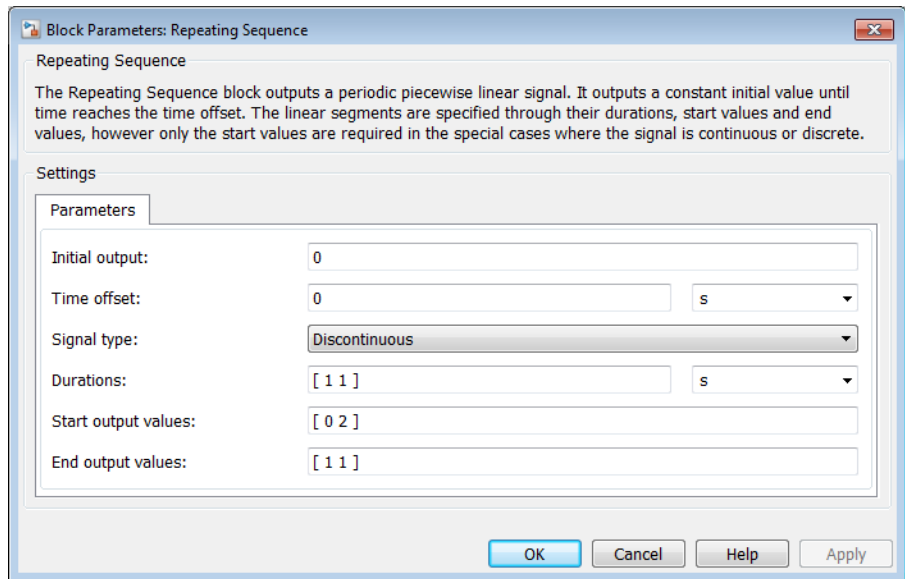 Block Parameters: Repeating Sequence
Repeating Sequence
The Repeating Sequence block outputs a periodic piecewise linear signal. It outputs a constant initial value until
time reaches the time offset. The linear segments are specified through their durations, start values and end
values, however only the start values are required in the special cases where the signal is continuous or discrete.
Settings
Parameters
Initial output: 0
Time offset: 0 s
Signal type: Discontinuous
Durations: [ 1 1 ] s
Start output values: [ 0 2 ]
End output values: [ 1 1 ]
OK Cancel Help Apply